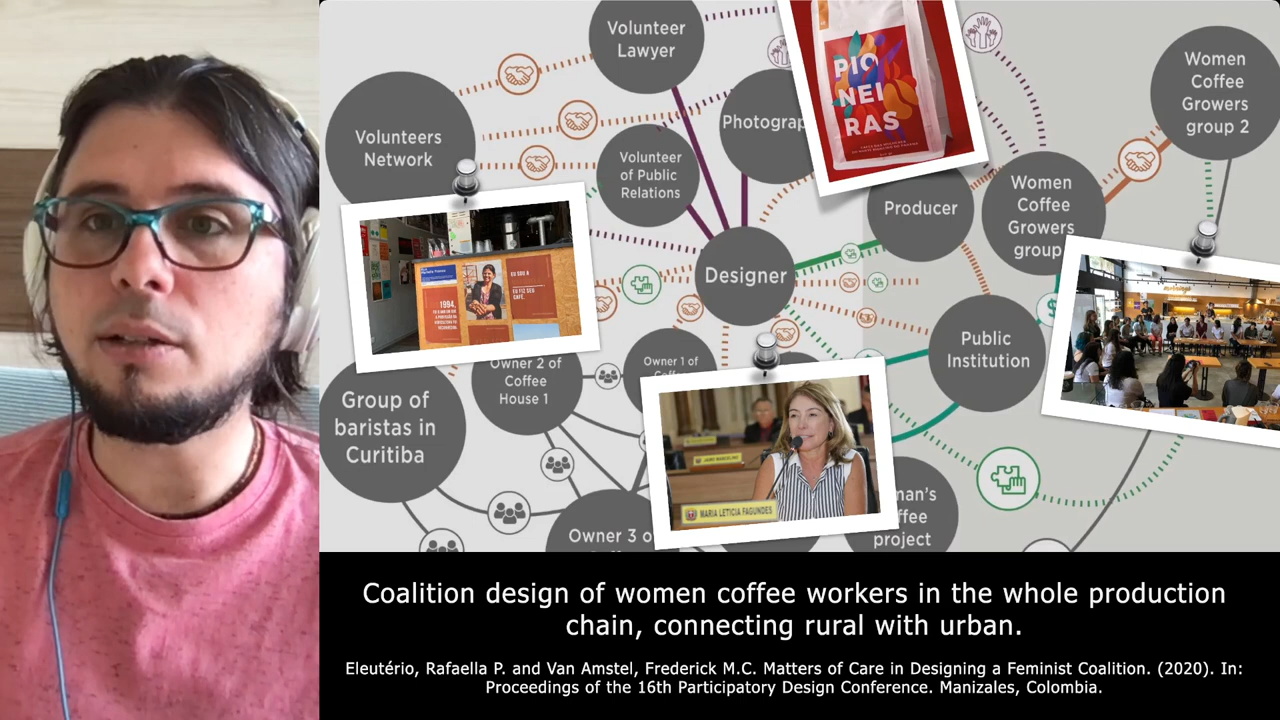 Volunteer
Lawyer
Women
Coffee
Growers
group 2
Volunteers
Network
Photograp
PIO
NEI
RAS
Volunteer
of Public
Relations
Producer
Women
Coffee
Growers
group
Designer
1994,
EU SOU A
EU FIZ SEU
CAFÉ.
Public
Institution
Owner 2 of
Coffee
House 1
Owner 1 of
Group of
baristas in
Curitiba
MARIA LETICIA FAGUNDES
man's
ffee
project
Owner 3 o
Coalition design of women coffee workers in the whole production
chain, connecting rural with urban.
Eleutério, Rafaella P. and Van Amstel, Frederick M.C. Matters of Care in Designing a Feminist Coalition. (2020). In:
Proceedings of the 16th Participatory Design Conference. Manizales, Colombia.